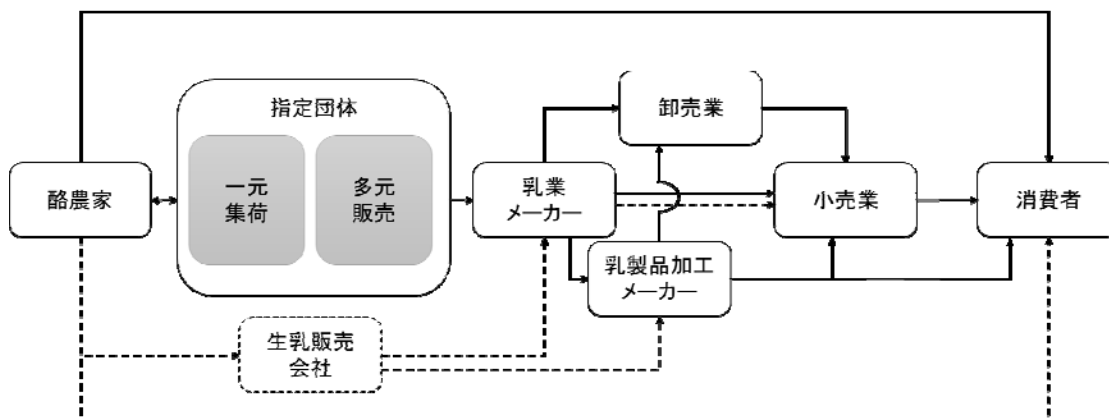 指定団体
一元
集荷
多元
販売
酪農家
乳業
メーカー
卸売業
小売業
消費者
乳製品加工
メーカー
生乳販売
会社